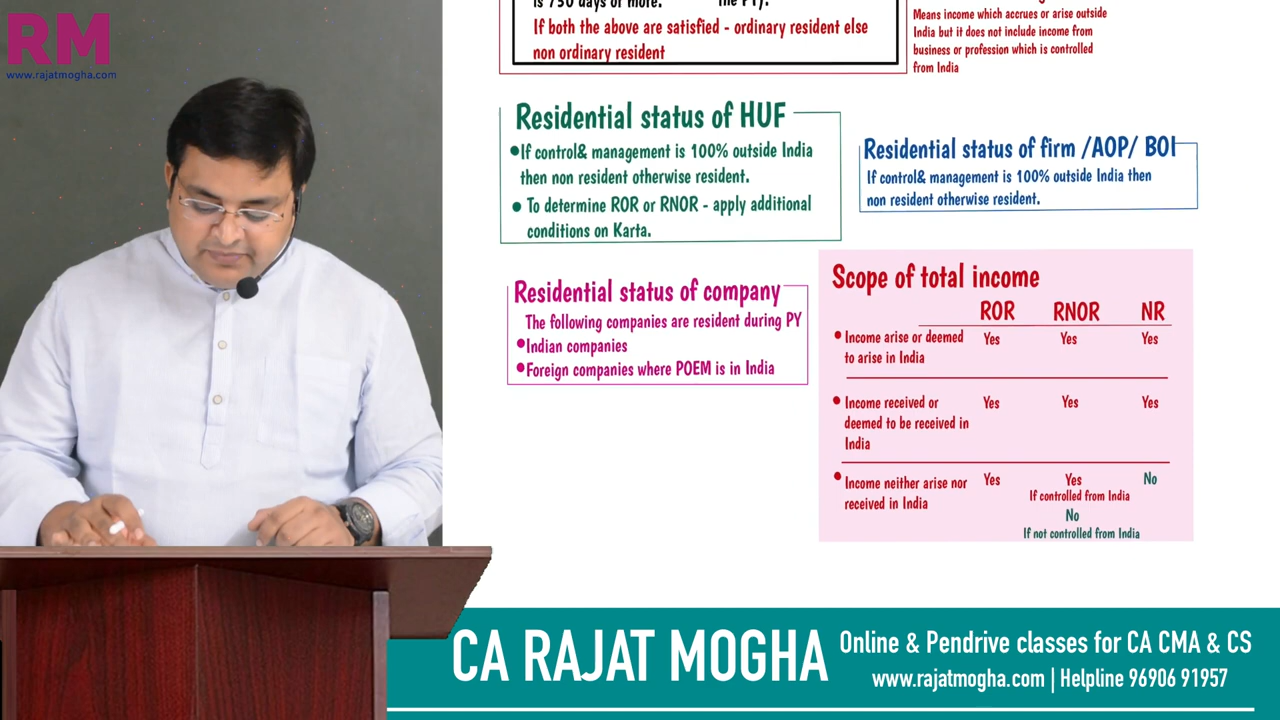 RM
www.rajatmogha.com
is 730 days or more.
the PY).
If both the above are satisfied - ordinary resident else
non ordinary resident
Means income which accrues or arise outside
India but it does not include income from
business or profession which is controlled
from India
Residential status of HUF
•If control& management is 100% outside India
then non resident otherwise resident.
• To determine ROR or RNOR - apply additional
conditions on Karta.
Residential status of firm /AOP/ BOI
If control& management is 100% outside India then
non resident otherwise resident.
Residential status of company
The following companies are resident during PY
•Indian companies
•Foreign companies where POEM is in India
Scope of total income
ROR RNOR NR
• Income arise or deemed Yes Yes Yes
to arise in India
• Income received or Yes Yes Yes
deemed to be received in
India
• Income neither arise nor Yes Yes No
received in India If controlled from India
No
If not controlled from India
CA RAJAT MOGHA
Online & Pendrive classes for CA CMA & CS
www.rajatmogha.com | Helpline 96906 91957